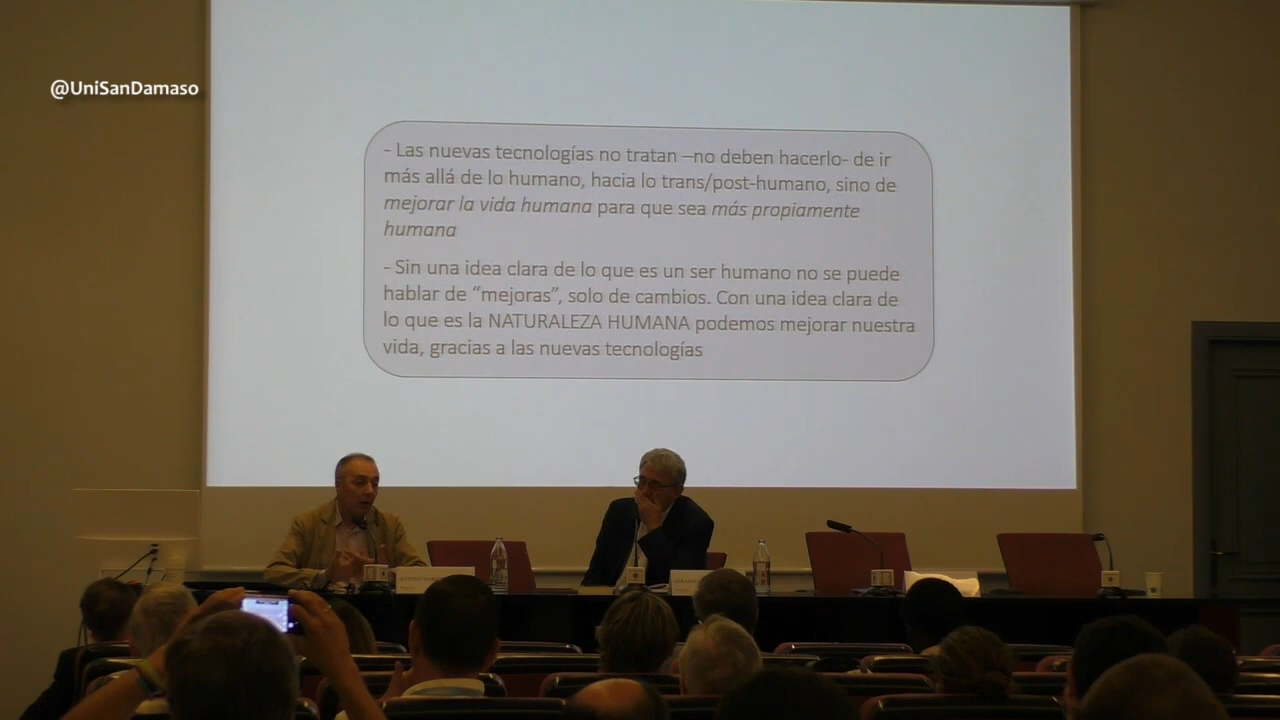 @UniSanDamaso
- Las nuevas tecnologías no tratan –no deben hacerlo- de ir
más allá de lo humano, hacia lo trans/post-humano, sino de
mejorar la vida humana para que sea más propiamente
humana
- Sin una idea clara de lo que es un ser humano no se puede
hablar de “mejoras”, solo de cambios. Con una idea clara de
lo que es la NATURALEZA HUMANA podemos mejorar nuestra
vida, gracias a las nuevas tecnologías